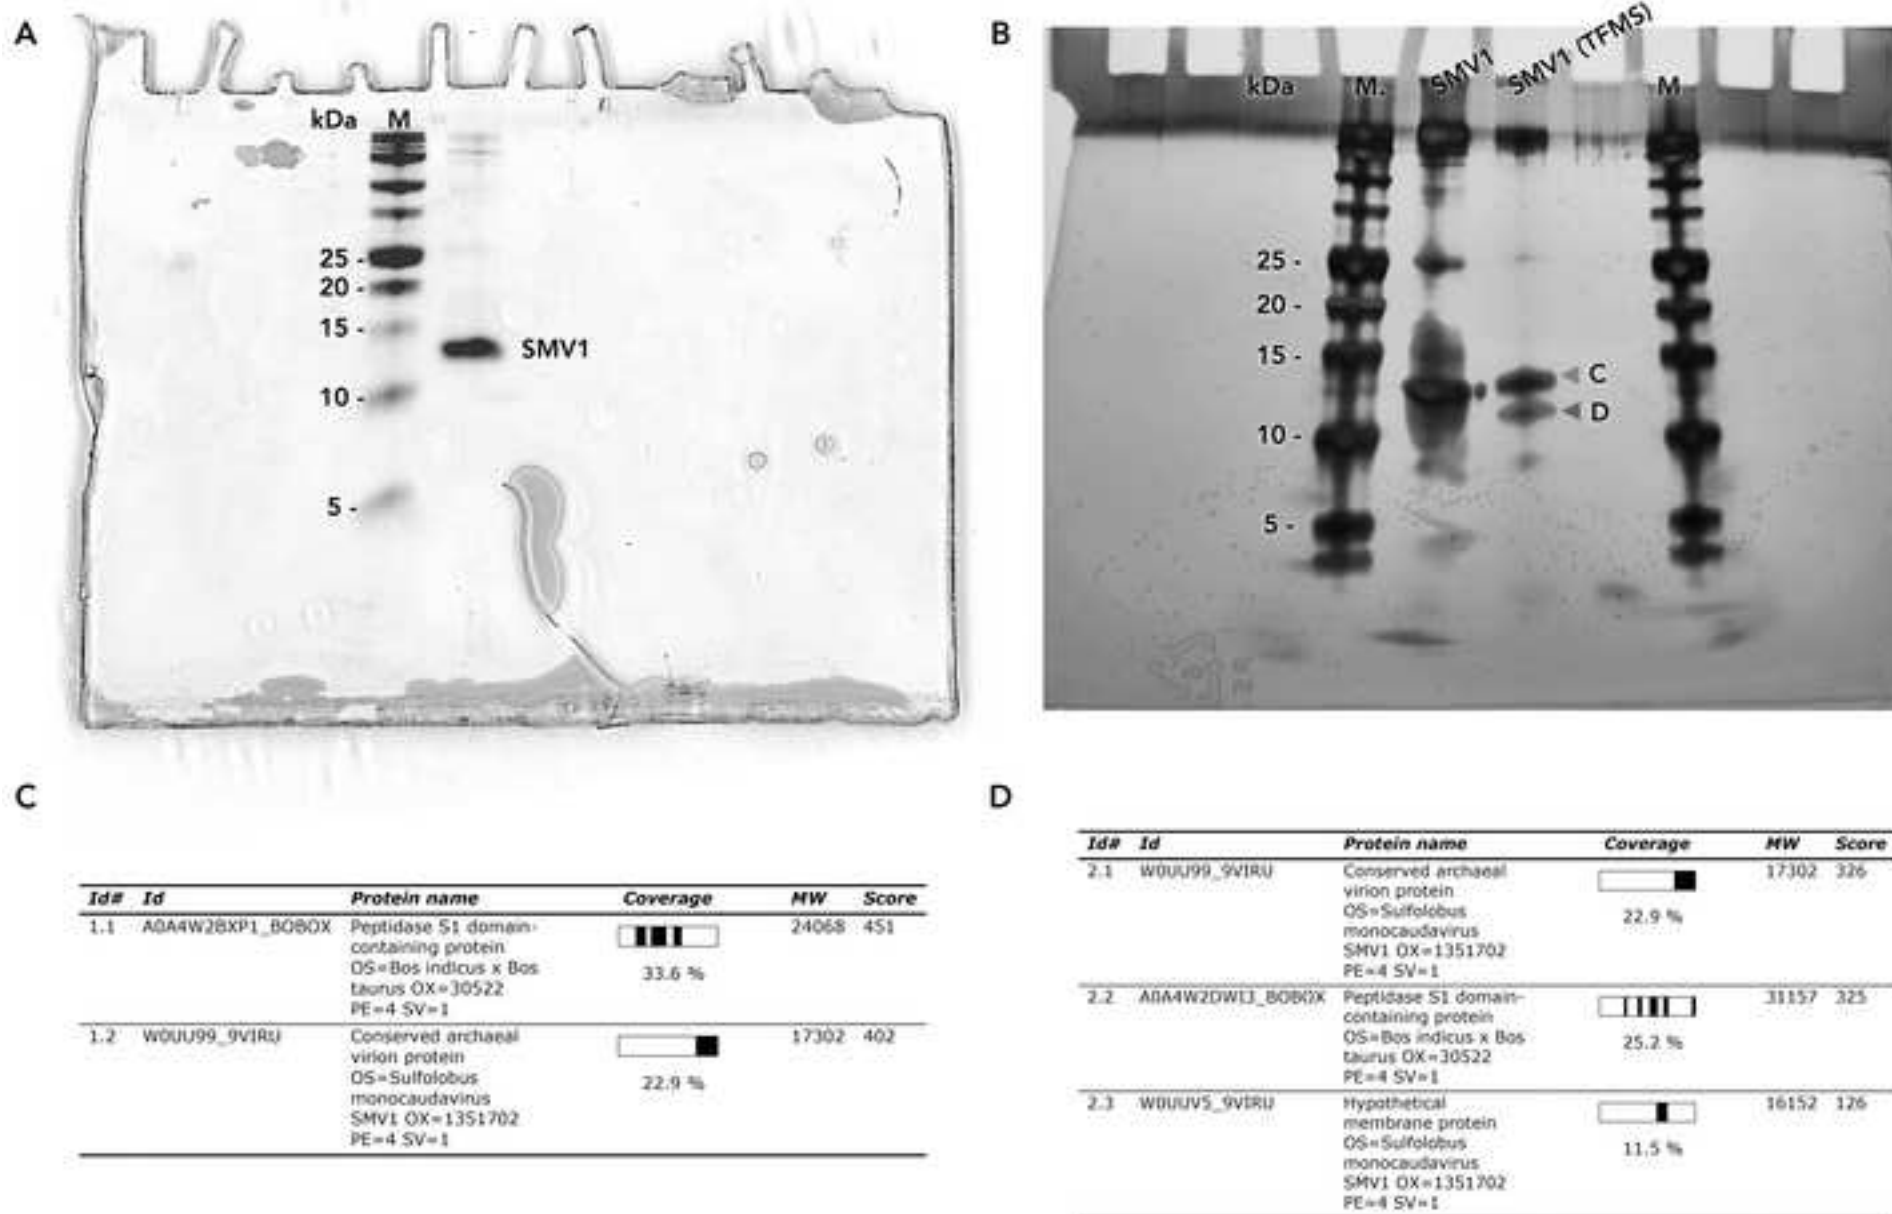 A
kDa M
25 -
20 -
15 -
SMV1
10 -
5 -
B
kDa M. SMV1 SMV1 (TFMS) M
25 -
20 -
15 -
C
D
10 -
5 -
C
Id# Id Protein name Coverage MW Score
1.1 A0A4W2BXP1_BOBOX Peptidase S1 domain- 24068 451
containing protein
OS=Bos indicus x Bos
taurus OX=30522
33.6 %
PE=4 SV=1
1.2 W0UU99_9VIRU Conserved archaeal 17302 402
virion protein
OS=Sulfolobus
monocaudavirus
22.9 %
SMV1 OX=1351702
PE=4 SV=1
D
Id# Id Protein name Coverage MW Score
2.1 W0UU99_9VIRU Conserved archaeal 17302 326
virion protein
OS=Sulfolobus
22.9 %
monocaudavirus
SMV1 OX=1351702
PE=4 SV=1
2.2 A0A4W2DWI3_BOBOX Peptidase S1 domain- 31157 325
containing protein
OS=Bos indicus x Bos
25.2 %
taurus OX=30522
PE=4 SV=1
2.3 W0UUV5_9VIRU Hypothetical 16152 126
membrane protein
OS=Sulfolobus
11.5 %
monocaudavirus
SMV1 OX=1351702
PE=4 SV=1